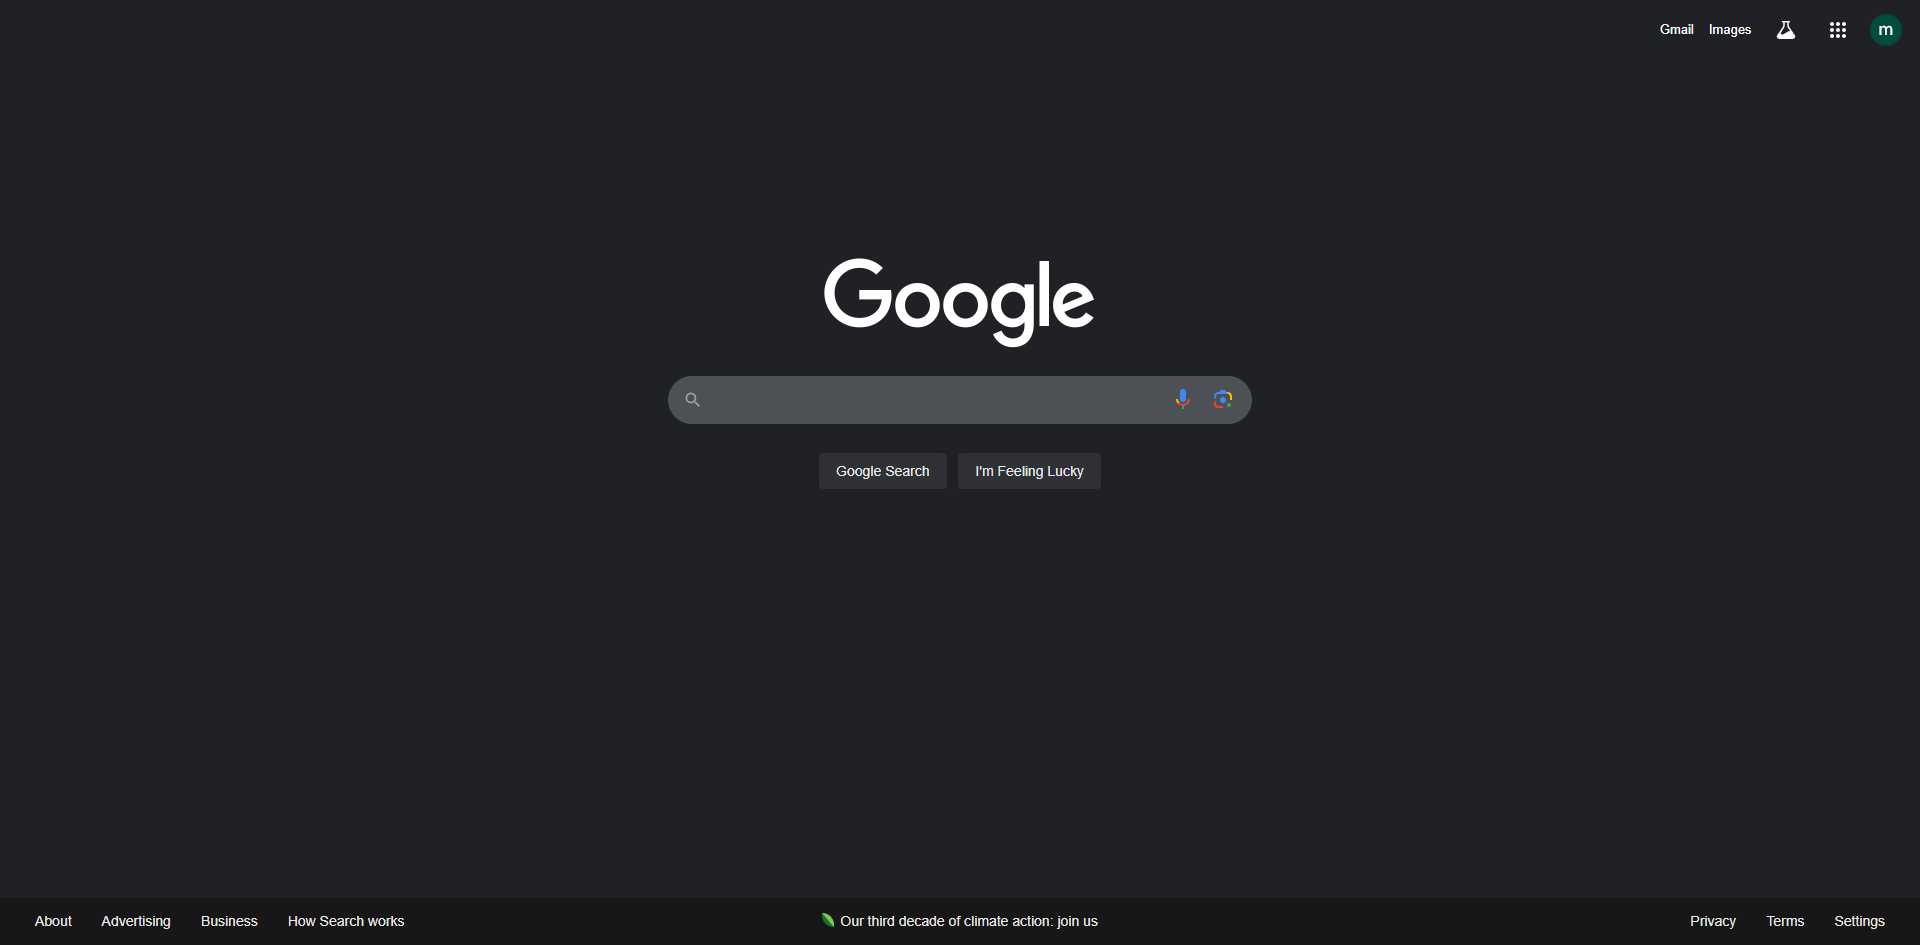 Gmail Images m
Google
Google Search I'm Feeling Lucky
About Advertising Business How Search works Our third decade of climate action: join us Privacy Terms Settings